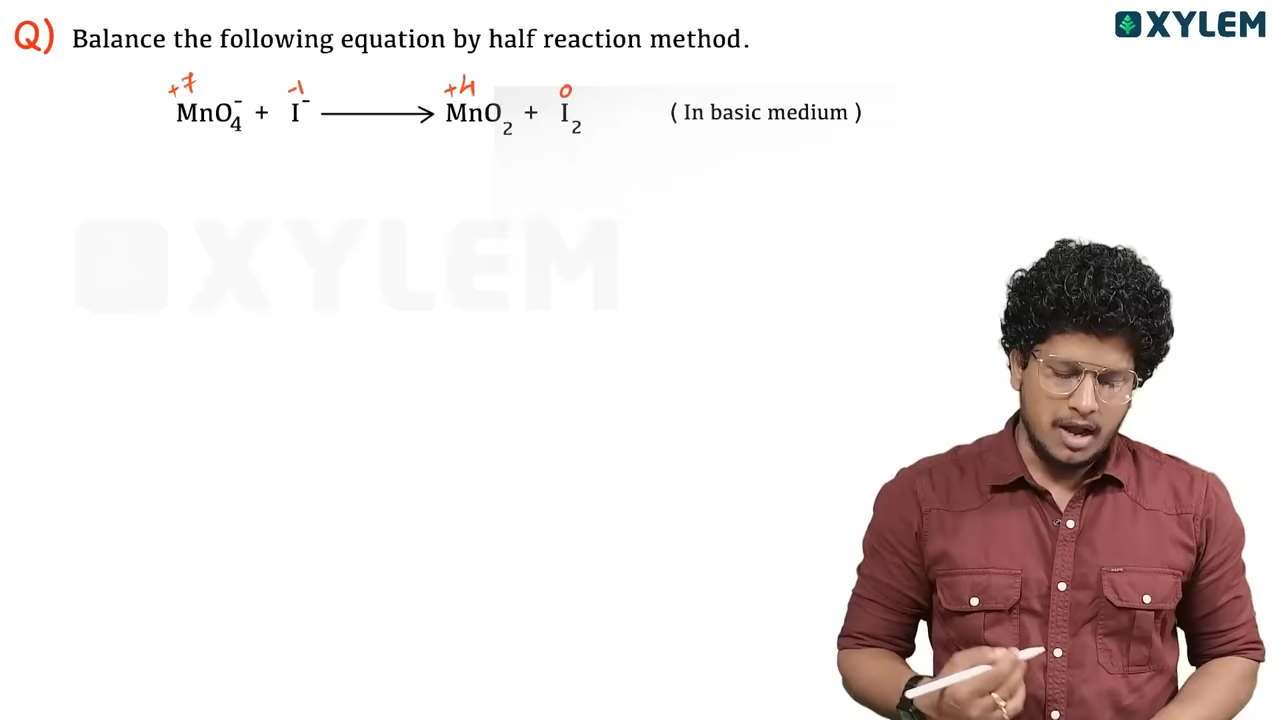 XYLEM
Q) Balance the following equation by half reaction method.
+7 -1 +4 0
MnO₄⁻ + I⁻ ⟶ MnO₂ + I₂ ( In basic medium )
XYLEM